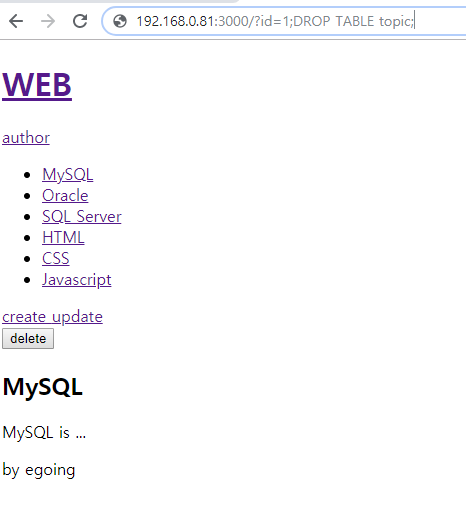 192.168.0.81:3000/?id=1;DROP TABLE topic;
WEB
author
MySQL
Oracle
SQL Server
HTML
CSS
Javascript
create update
delete
MySQL
MySQL is ...
by egoing